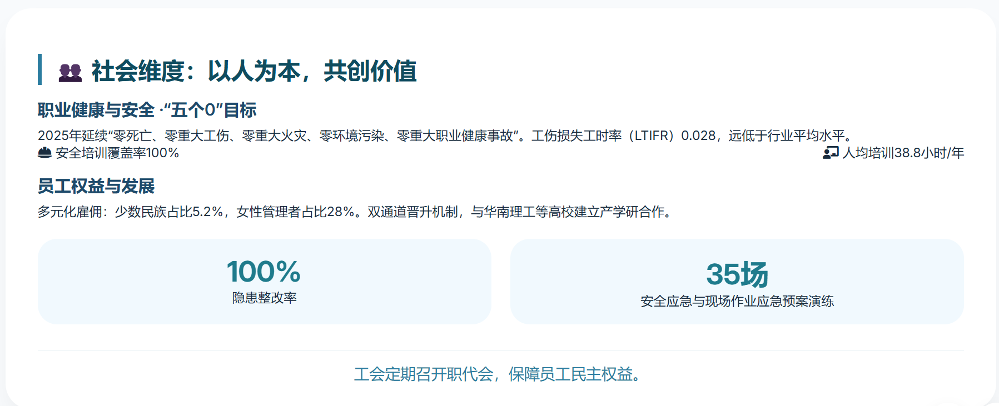 社会维度：以人为本，共创价值
职业健康与安全 ·“五个0”目标
2025年延续“零死亡、零重大工伤、零重大火灾、零环境污染、零重大职业健康事故”。工伤损失工时率（LTIFR）0.028，远低于行业平均水平。
安全培训覆盖率100%
人均培训38.8小时/年
员工权益与发展
多元化雇佣：少数民族占比5.2%，女性管理者占比28%。双通道晋升机制，与华南理工等高校建立产学研合作。
100%
隐患整改率
35场
安全应急与现场作业应急预案演练
工会定期召开职代会，保障员工民主权益。